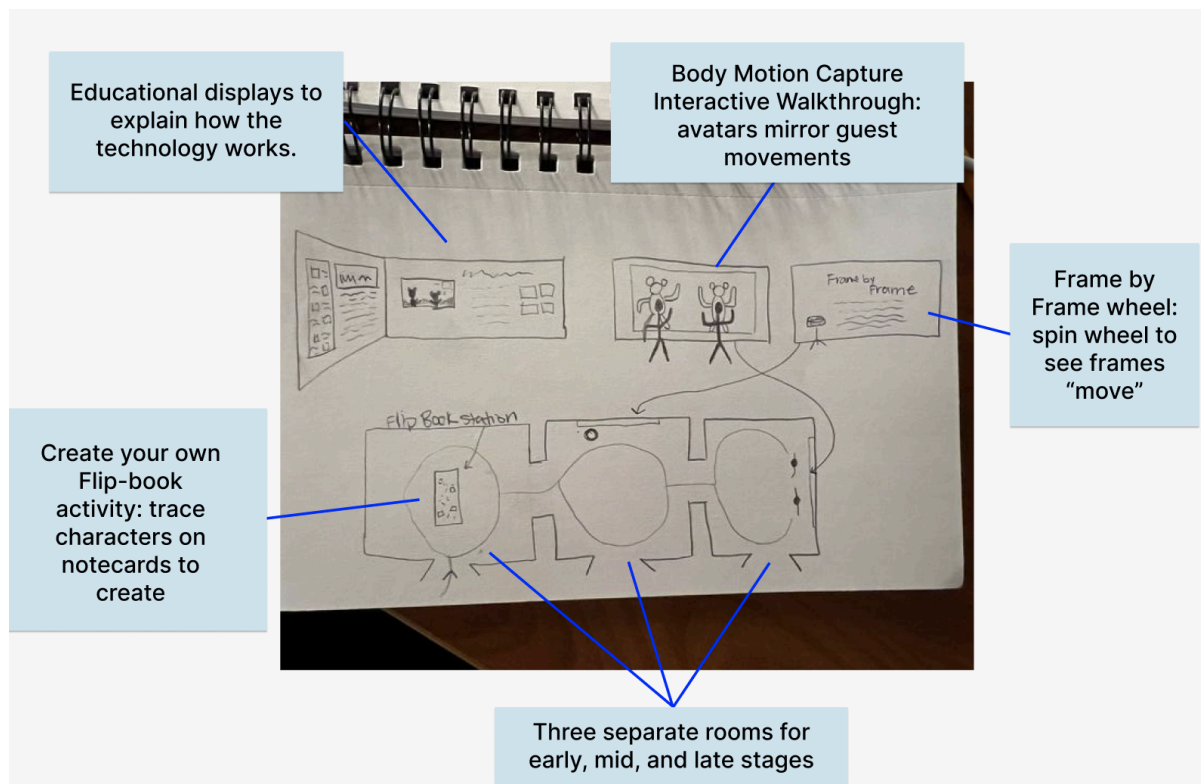 Educational displays to
explain how the
technology works.
Body Motion Capture
Interactive Walkthrough:
avatars mirror guest
movements
Frame by
Frame
Frame by
Frame wheel:
spin wheel to
see frames
“move”
Flip Book station
Create your own
Flip-book
activity: trace
characters on
notecards to
create
Three separate rooms for
early, mid, and late stages